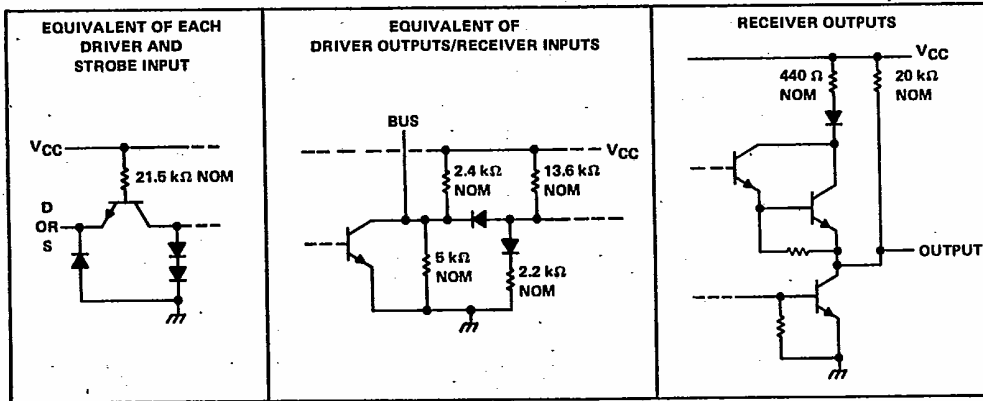 EQUIVALENT OF EACH
DRIVER AND
STROBE INPUT
VCC
21.5 kΩ NOM
D
OR
S
EQUIVALENT OF
DRIVER OUTPUTS/RECEIVER INPUTS
BUS
VCC
2.4 kΩ
NOM
13.6 kΩ
NOM
5 kΩ
NOM
2.2 kΩ
NOM
RECEIVER OUTPUTS
VCC
440 Ω
NOM
20 kΩ
NOM
OUTPUT